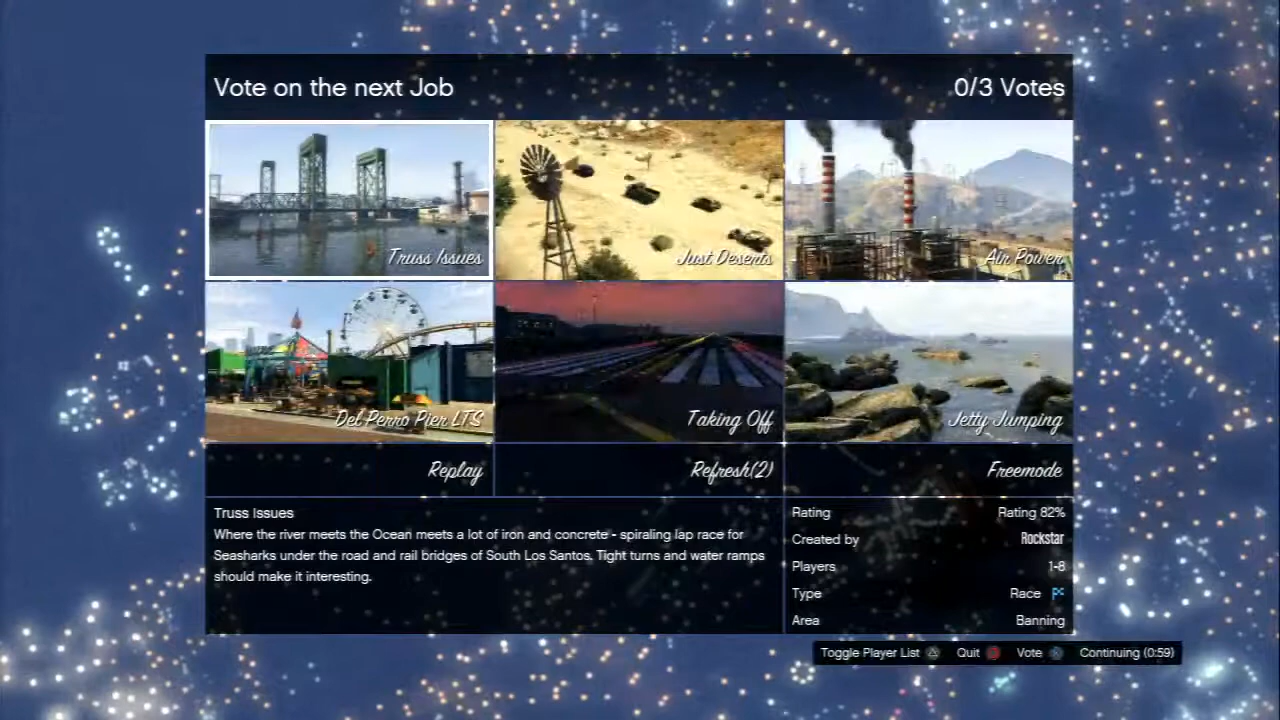 Vote on the next Job
0/3 Votes
Truss Issues
Just Deserts
Air Power
Del Perro Pier LTS
Taking Off
Jetty Jumping
Replay
Refresh(2)
Freemode
Truss Issues
Where the river meets the Ocean meets a lot of iron and concrete - spiraling lap race for
Seasharks under the road and rail bridges of South Los Santos. Tight turns and water ramps
should make it interesting.
Rating Rating 82%
Created by Rockstar
Players 1-8
Type Race
Area Banning
Toggle Player List Quit Vote Continuing (0:59)